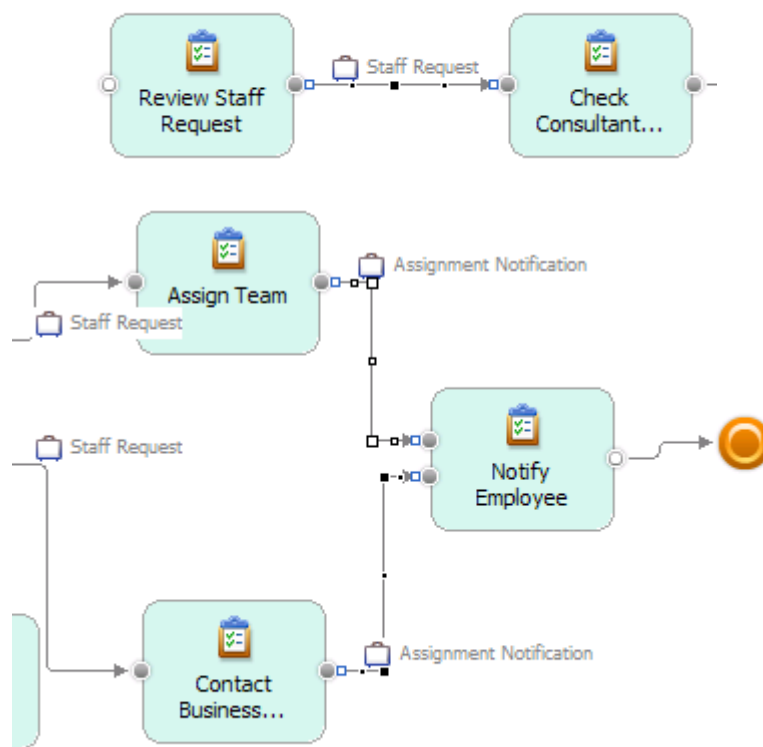 Staff Request
Review Staff
Request
Check
Consultant...
Assignment Notification
Assign Team
Staff Request
Staff Request
Notify
Employee
Assignment Notification
Contact
Business...